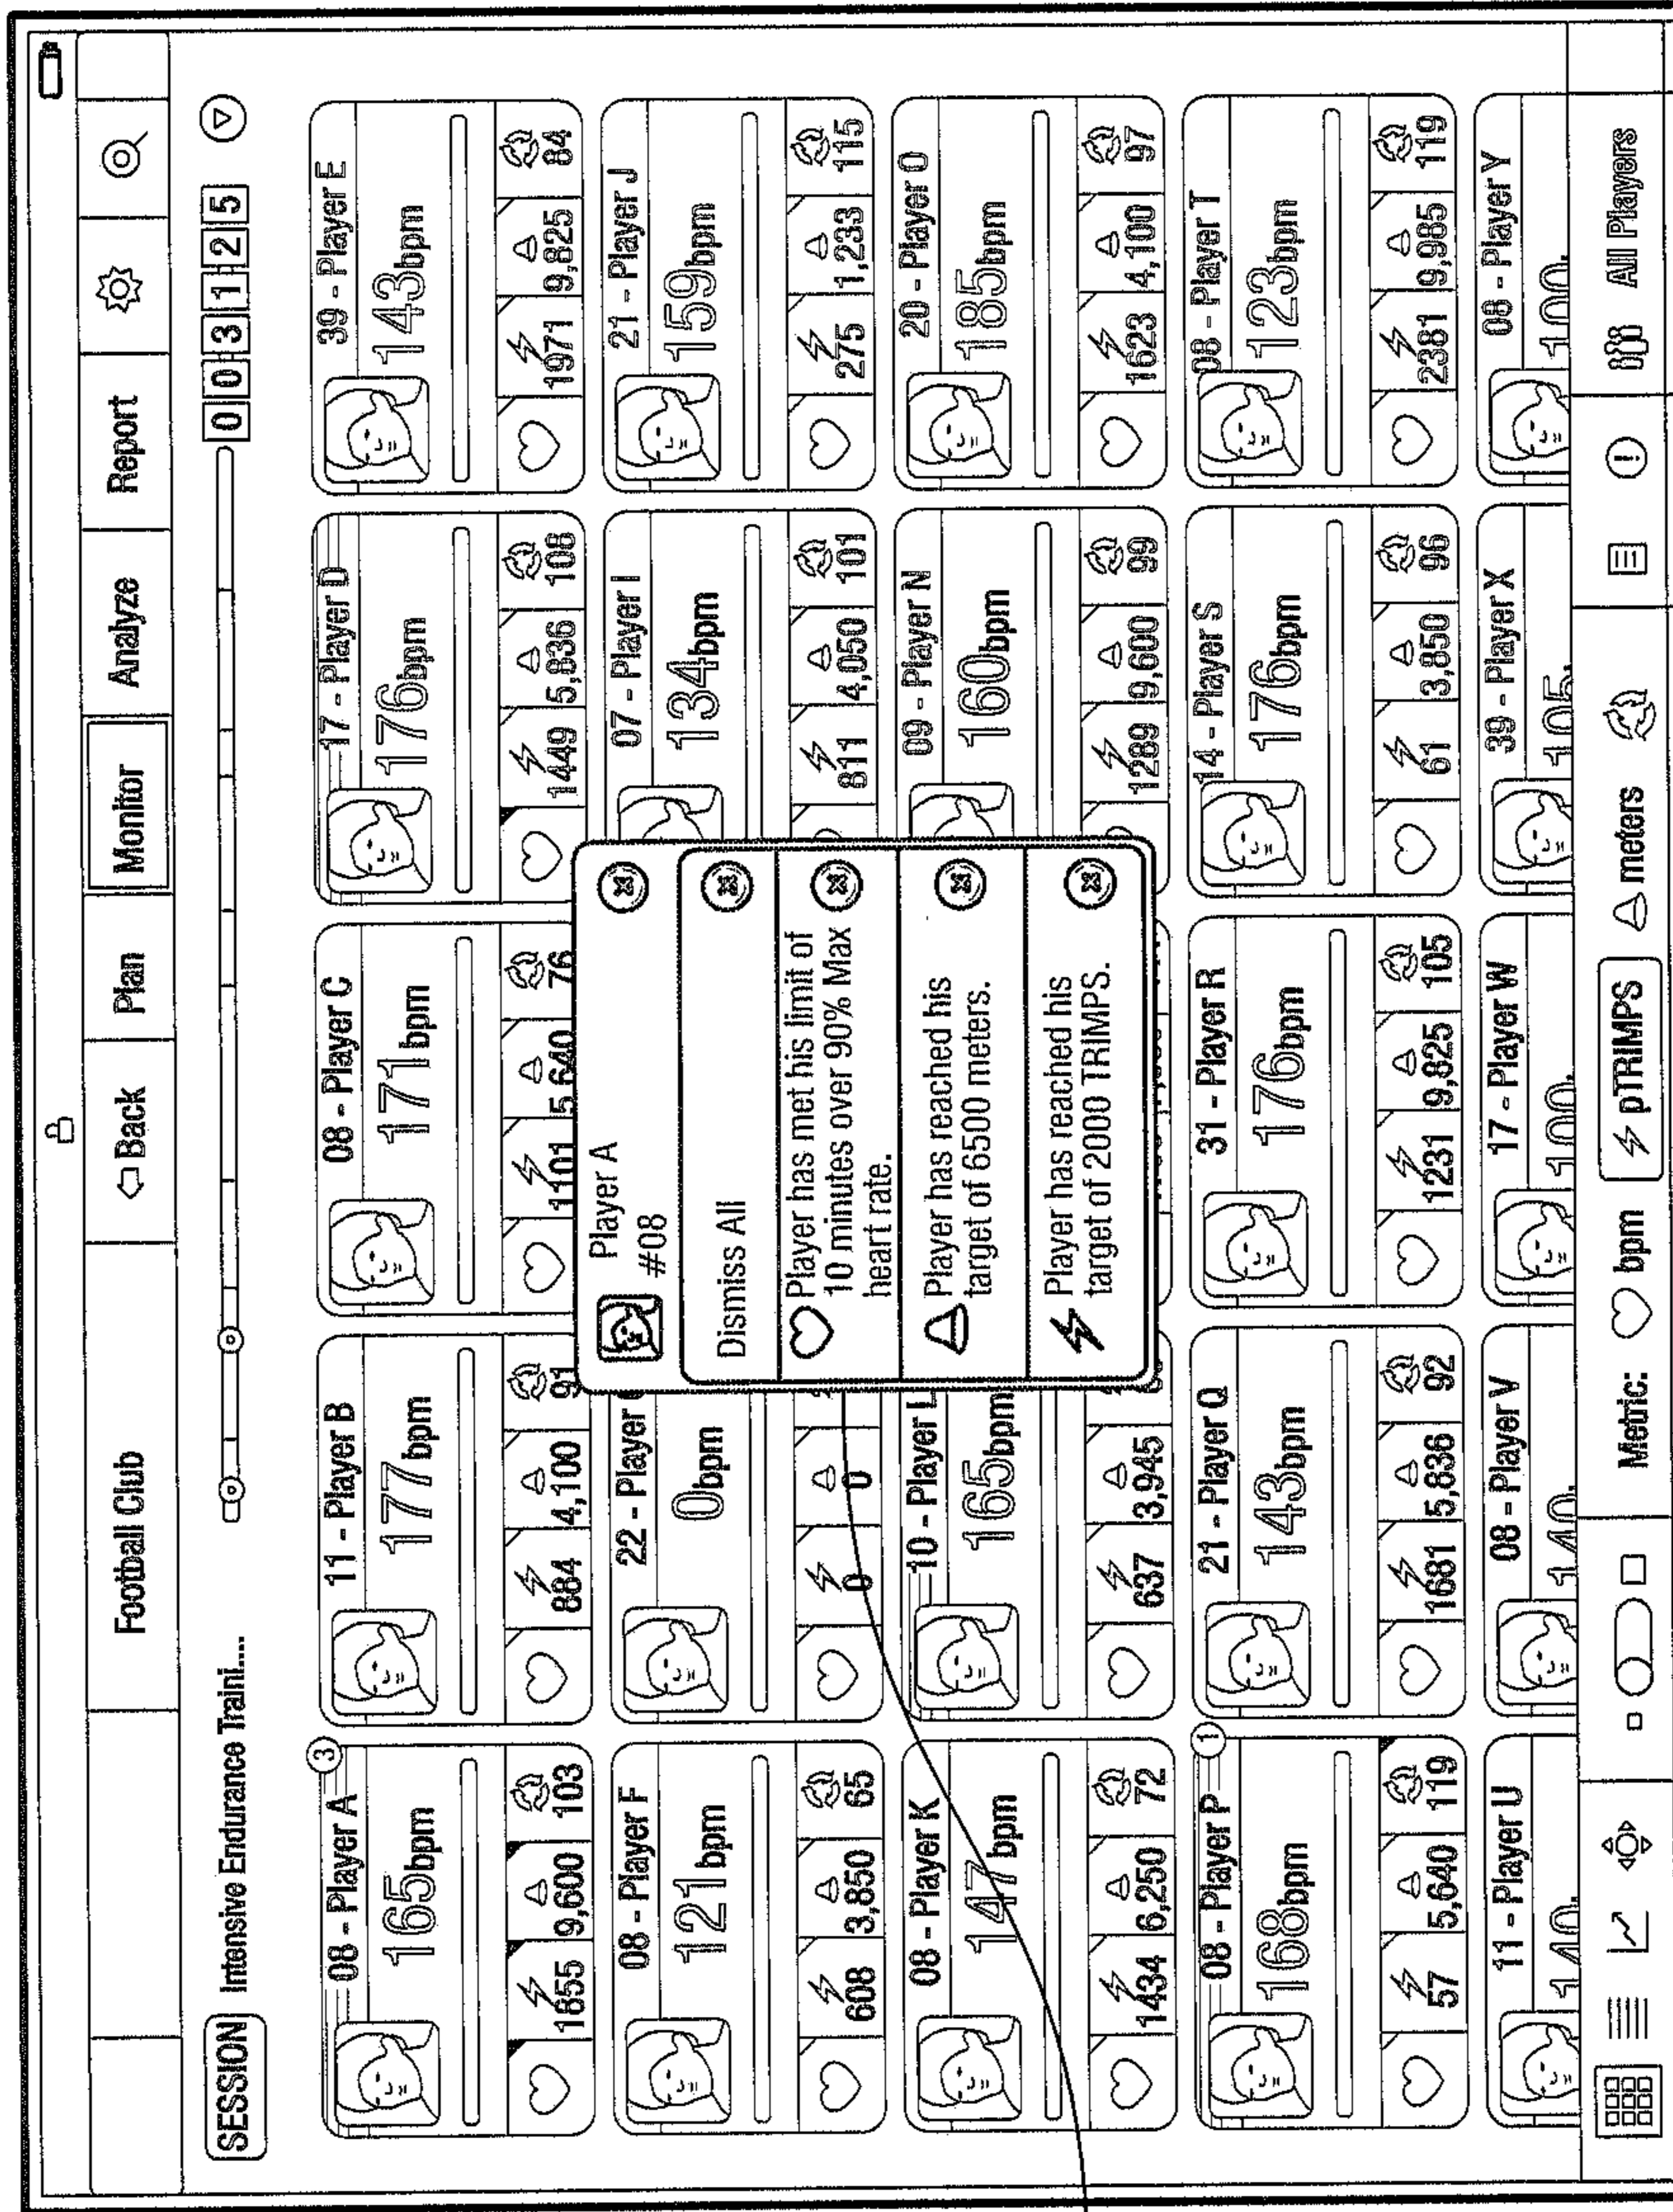 Football Club
Back
Plan
Monitor
Analyze
Report
SESSION Intensive Endurance Traini....
0 0 3 1 2 5
08 - Player A 3
165bpm
1855 9,600 103
11 - Player B
177bpm
884 4,100 91
08 - Player C
171bpm
1101 5 640 76
17 - Player D
176bpm
1449 5,836 108
39 - Player E
143bpm
1971 9,825 84
08 - Player F
121bpm
608 3,850 65
22 - Player
0bpm
0 0
07 - Player I
134bpm
811 4,050 101
21 - Player J
159bpm
275 1,233 115
Player A
#08
Dismiss All
Player has met his limit of
10 minutes over 90% Max
heart rate.
Player has reached his
target of 6500 meters.
Player has reached his
target of 2000 TRIMPS.
08 - Player K
147bpm
1434 6,250 72
10 - Player L
165bpm
637 3,945
09 - Player N
160bpm
1289 9,600 99
20 - Player O
185bpm
1623 4,100 97
08 - Player P 1
168bpm
57 5,640 119
21 - Player Q
143bpm
1681 5,836 92
31 - Player R
176bpm
1231 9,825 105
14 - Player S
176bpm
61 3,850 96
08 - Player T
123bpm
2381 9,985 119
11 - Player U
140
08 - Player V
140
17 - Player W
100
39 - Player X
105
08 - Player Y
100
Metric: bpm pTRIMPS meters
All Players